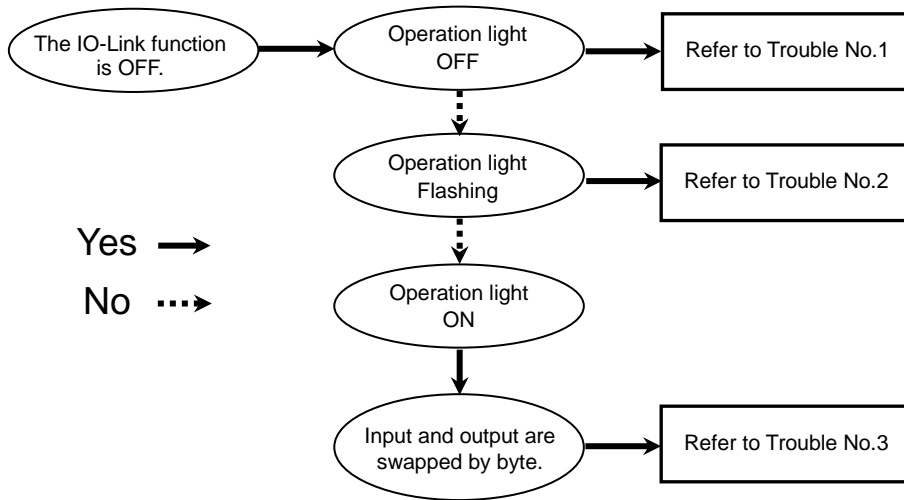 The IO-Link function
is OFF.
Operation light
OFF
Refer to Trouble No.1
Operation light
Flashing
Refer to Trouble No.2
Yes
No
Operation light
ON
Input and output are
swapped by byte.
Refer to Trouble No.3